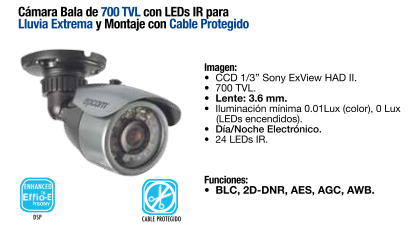 Cámara Bala de 700 TVL con LEDs IR para
Lluvia Extrema y Montaje con Cable Protegido
epcom
Imagen:
• CCD 1/3” Sony ExView HAD II.
• 700 TVL.
• Lente: 3.6 mm.
• Iluminación mínima 0.01Lux (color), 0 Lux
(LEDs encendidos).
• Día/Noche Electrónico.
• 24 LEDs IR.
Funciones:
• BLC, 2D-DNR, AES, AGC, AWB.
ENHANCED
Effio-E
by SONY
DSP
CABLE PROTEGIDO